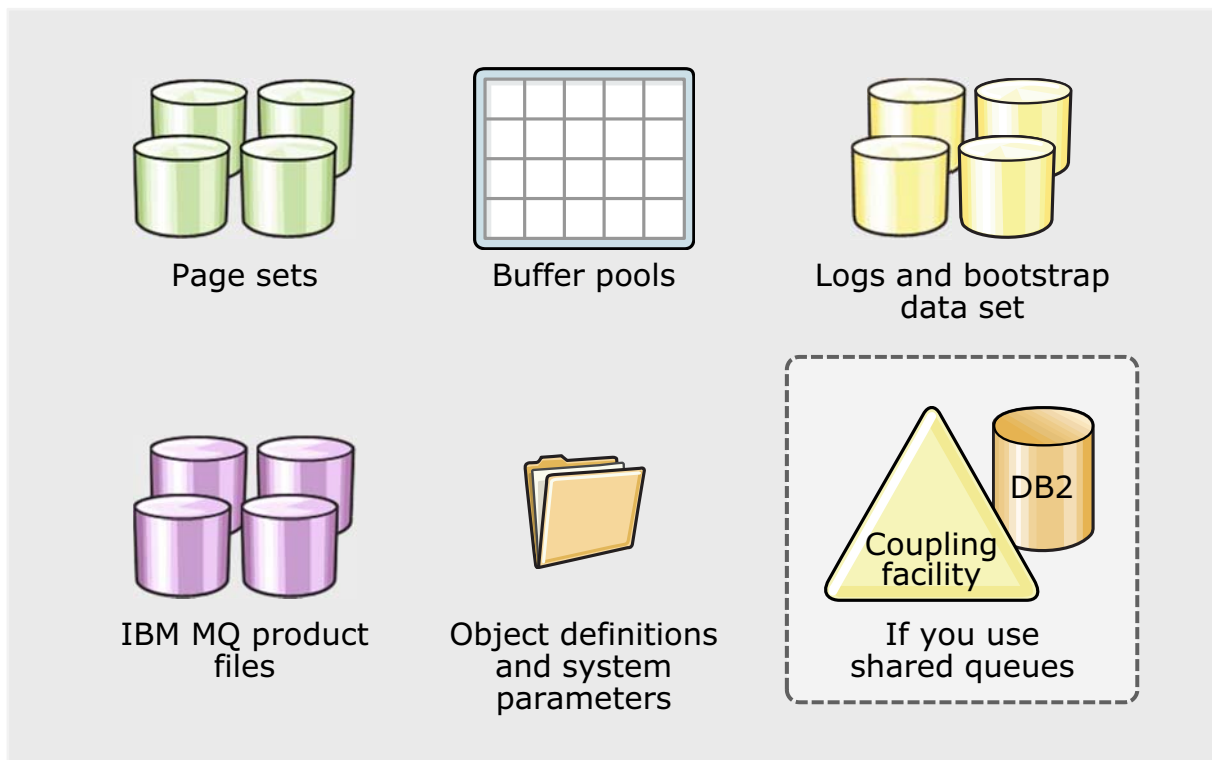 Page sets
Buffer pools
Logs and bootstrap
data set
IBM MQ product
files
Object definitions
and system
parameters
DB2
Coupling
facility
If you use
shared queues